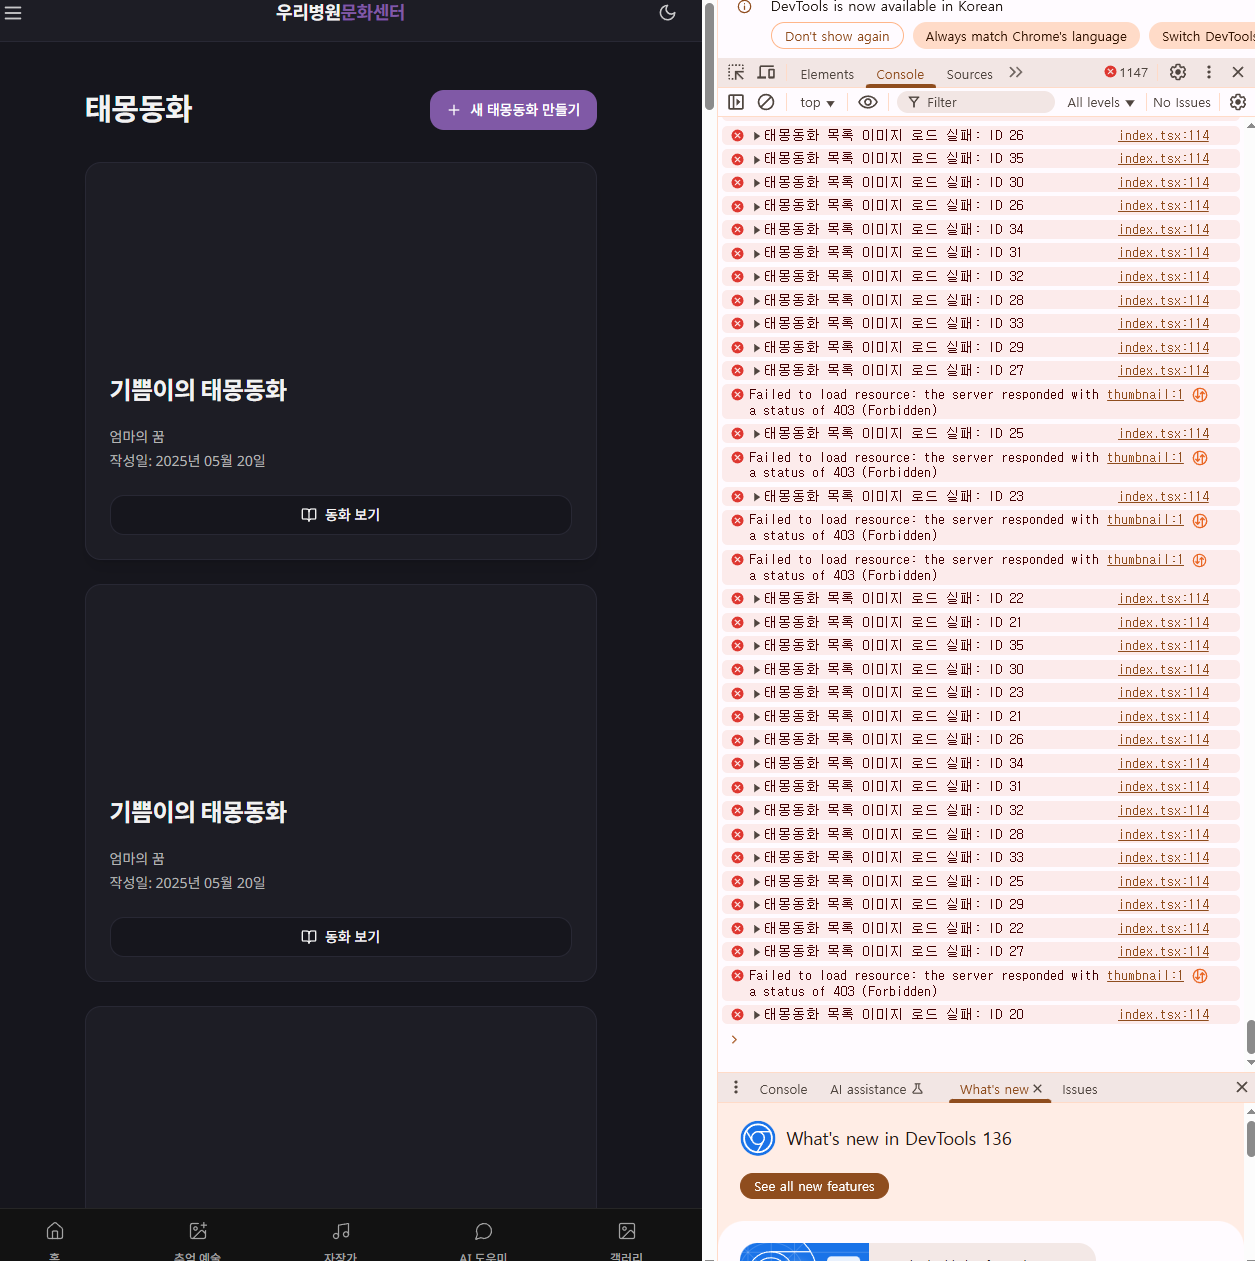 우리병원문화센터
태몽동화
+ 새 태몽동화 만들기
기쁨이의 태몽동화
엄마의 꿈
작성일: 2025년 05월 20일
동화 보기
기쁨이의 태몽동화
엄마의 꿈
작성일: 2025년 05월 20일
동화 보기
홈
추억 예술
자장가
AI 도우미
갤러리
DevTools is now available in Korean
Don't show again
Always match Chrome's language
Switch DevTools
Elements
Console
Sources
1147
top
Filter
All levels
No Issues
태몽동화 목록 이미지 로드 실패: ID 26 index.tsx:114
태몽동화 목록 이미지 로드 실패: ID 35 index.tsx:114
태몽동화 목록 이미지 로드 실패: ID 30 index.tsx:114
태몽동화 목록 이미지 로드 실패: ID 26 index.tsx:114
태몽동화 목록 이미지 로드 실패: ID 34 index.tsx:114
태몽동화 목록 이미지 로드 실패: ID 31 index.tsx:114
태몽동화 목록 이미지 로드 실패: ID 32 index.tsx:114
태몽동화 목록 이미지 로드 실패: ID 28 index.tsx:114
태몽동화 목록 이미지 로드 실패: ID 33 index.tsx:114
태몽동화 목록 이미지 로드 실패: ID 29 index.tsx:114
태몽동화 목록 이미지 로드 실패: ID 27 index.tsx:114
Failed to load resource: the server responded with thumbnail:1
a status of 403 (Forbidden)
태몽동화 목록 이미지 로드 실패: ID 25 index.tsx:114
Failed to load resource: the server responded with thumbnail:1
a status of 403 (Forbidden)
태몽동화 목록 이미지 로드 실패: ID 23 index.tsx:114
Failed to load resource: the server responded with thumbnail:1
a status of 403 (Forbidden)
Failed to load resource: the server responded with thumbnail:1
a status of 403 (Forbidden)
태몽동화 목록 이미지 로드 실패: ID 22 index.tsx:114
태몽동화 목록 이미지 로드 실패: ID 21 index.tsx:114
태몽동화 목록 이미지 로드 실패: ID 35 index.tsx:114
태몽동화 목록 이미지 로드 실패: ID 30 index.tsx:114
태몽동화 목록 이미지 로드 실패: ID 23 index.tsx:114
태몽동화 목록 이미지 로드 실패: ID 21 index.tsx:114
태몽동화 목록 이미지 로드 실패: ID 26 index.tsx:114
태몽동화 목록 이미지 로드 실패: ID 34 index.tsx:114
태몽동화 목록 이미지 로드 실패: ID 31 index.tsx:114
태몽동화 목록 이미지 로드 실패: ID 32 index.tsx:114
태몽동화 목록 이미지 로드 실패: ID 28 index.tsx:114
태몽동화 목록 이미지 로드 실패: ID 33 index.tsx:114
태몽동화 목록 이미지 로드 실패: ID 25 index.tsx:114
태몽동화 목록 이미지 로드 실패: ID 29 index.tsx:114
태몽동화 목록 이미지 로드 실패: ID 22 index.tsx:114
태몽동화 목록 이미지 로드 실패: ID 27 index.tsx:114
Failed to load resource: the server responded with thumbnail:1
a status of 403 (Forbidden)
태몽동화 목록 이미지 로드 실패: ID 20 index.tsx:114
Console
AI assistance
What's new
Issues
What's new in DevTools 136
See all new features